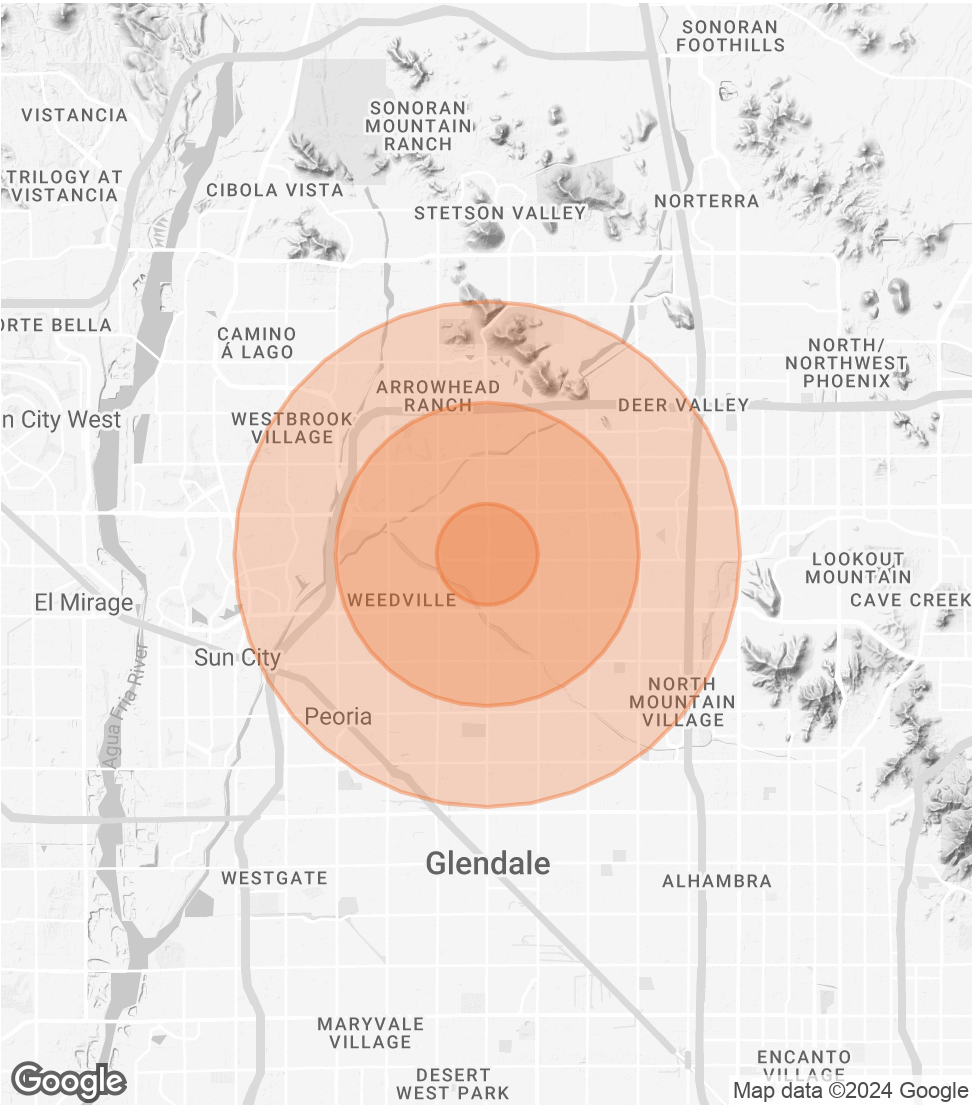 SONORAN
FOOTHILLS
VISTANCIA
SONORAN
MOUNTAIN
RANCH
TRILOGY AT
VISTANCIA
CIBOLA VISTA
STETSON VALLEY
NORTERRA
ORTE BELLA
CAMINO
Á LAGO
NORTH/
NORTHWEST
PHOENIX
ARROWHEAD
RANCH
DEER VALLEY
n City West
WESTBROOK
VILLAGE
LOOKOUT
MOUNTAIN
El Mirage
WEEDVILLE
CAVE CREEK
Sun City
Agua Fria River
NORTH
MOUNTAIN
VILLAGE
Peoria
Glendale
WESTGATE
ALHAMBRA
MARYVALE
VILLAGE
DESERT
WEST PARK
ENCANTO
VILLAGE
Google
Map data ©2024 Google